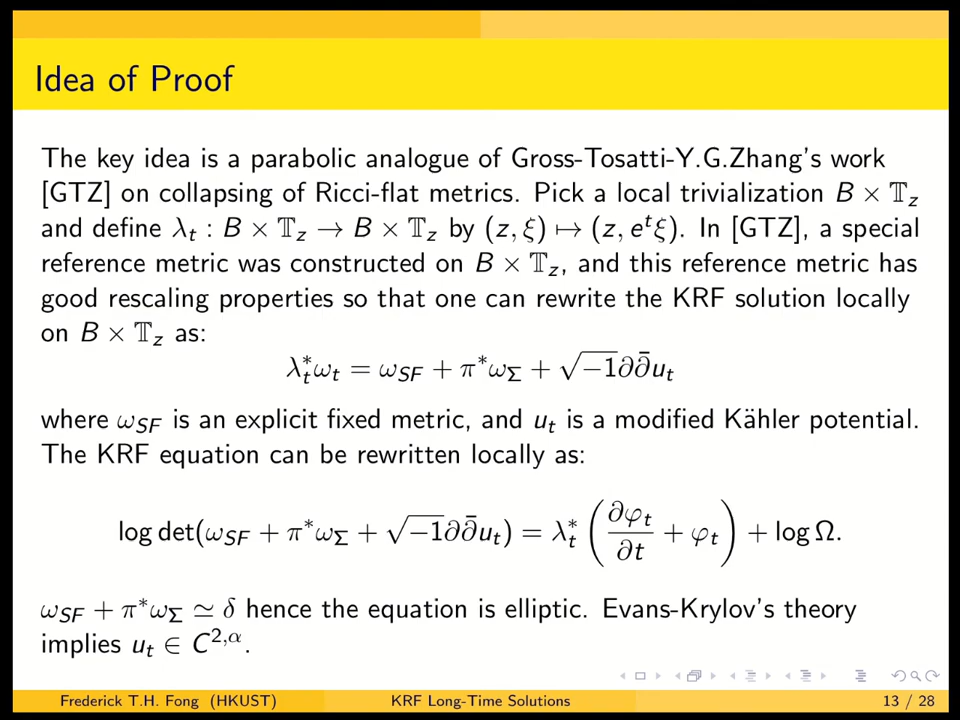 Idea of Proof
The key idea is a parabolic analogue of Gross-Tosatti-Y.G.Zhang's work
[GTZ] on collapsing of Ricci-flat metrics. Pick a local trivialization B × 𝕋_z
and define λ_t : B × 𝕋_z → B × 𝕋_z by (z, ξ) ↦ (z, e^t ξ). In [GTZ], a special
reference metric was constructed on B × 𝕋_z, and this reference metric has
good rescaling properties so that one can rewrite the KRF solution locally
on B × 𝕋_z as:
λ_t^* ω_t = ω_SF + π^* ω_Σ + √−1∂∂̄u_t
where ω_SF is an explicit fixed metric, and u_t is a modified Kähler potential.
The KRF equation can be rewritten locally as:
log det(ω_SF + π^* ω_Σ + √−1∂∂̄u_t) = λ_t^* (∂φ_t/∂t + φ_t) + log Ω.
ω_SF + π^* ω_Σ ≃ δ hence the equation is elliptic. Evans-Krylov's theory
implies u_t ∈ C^{2,α}.
Frederick T.H. Fong (HKUST) KRF Long-Time Solutions 13 / 28